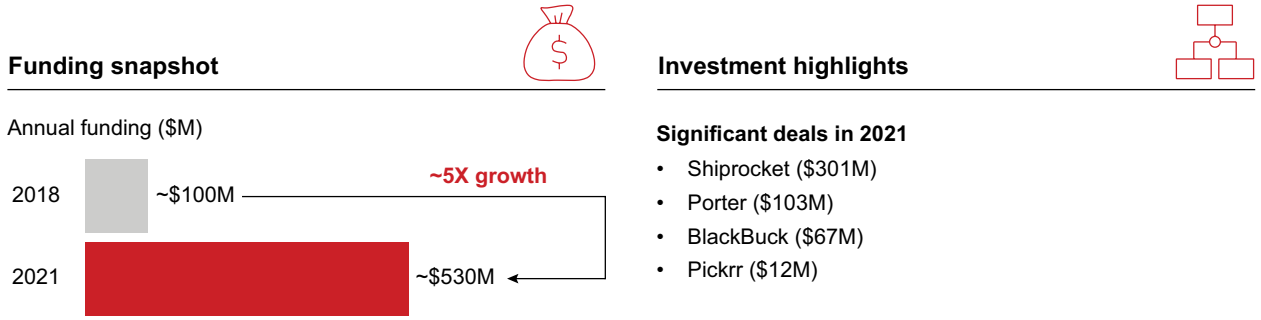 Funding snapshot
$
Annual funding ($M)
2018
~$100M
~5X growth
2021
~$530M
Investment highlights
Significant deals in 2021
• Shiprocket ($301M)
• Porter ($103M)
• BlackBuck ($67M)
• Pickrr ($12M)